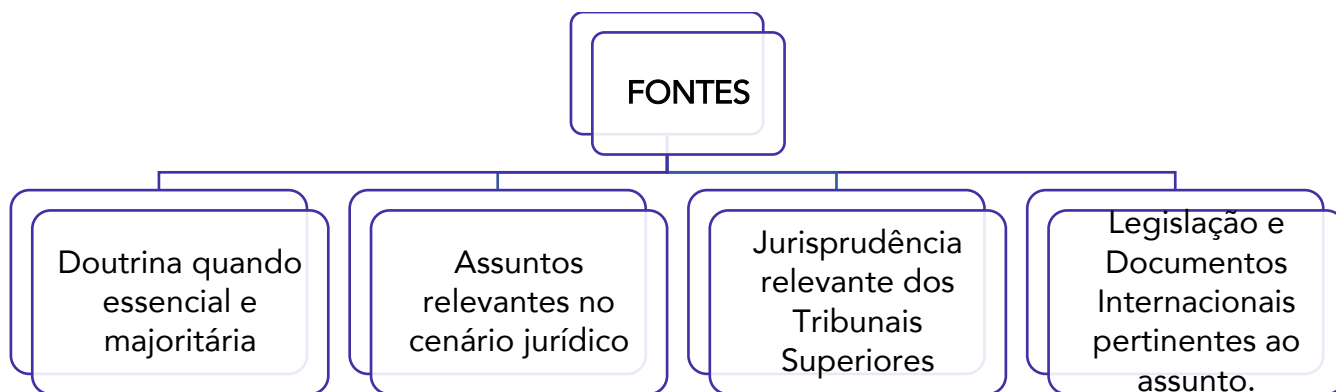 FONTES
Doutrina quando
essencial e
majoritária
Assuntos
relevantes no
cenário jurídico
Jurisprudência
relevante dos
Tribunais
Superiores
Legislação e
Documentos
Internacionais
pertinentes ao
assunto.